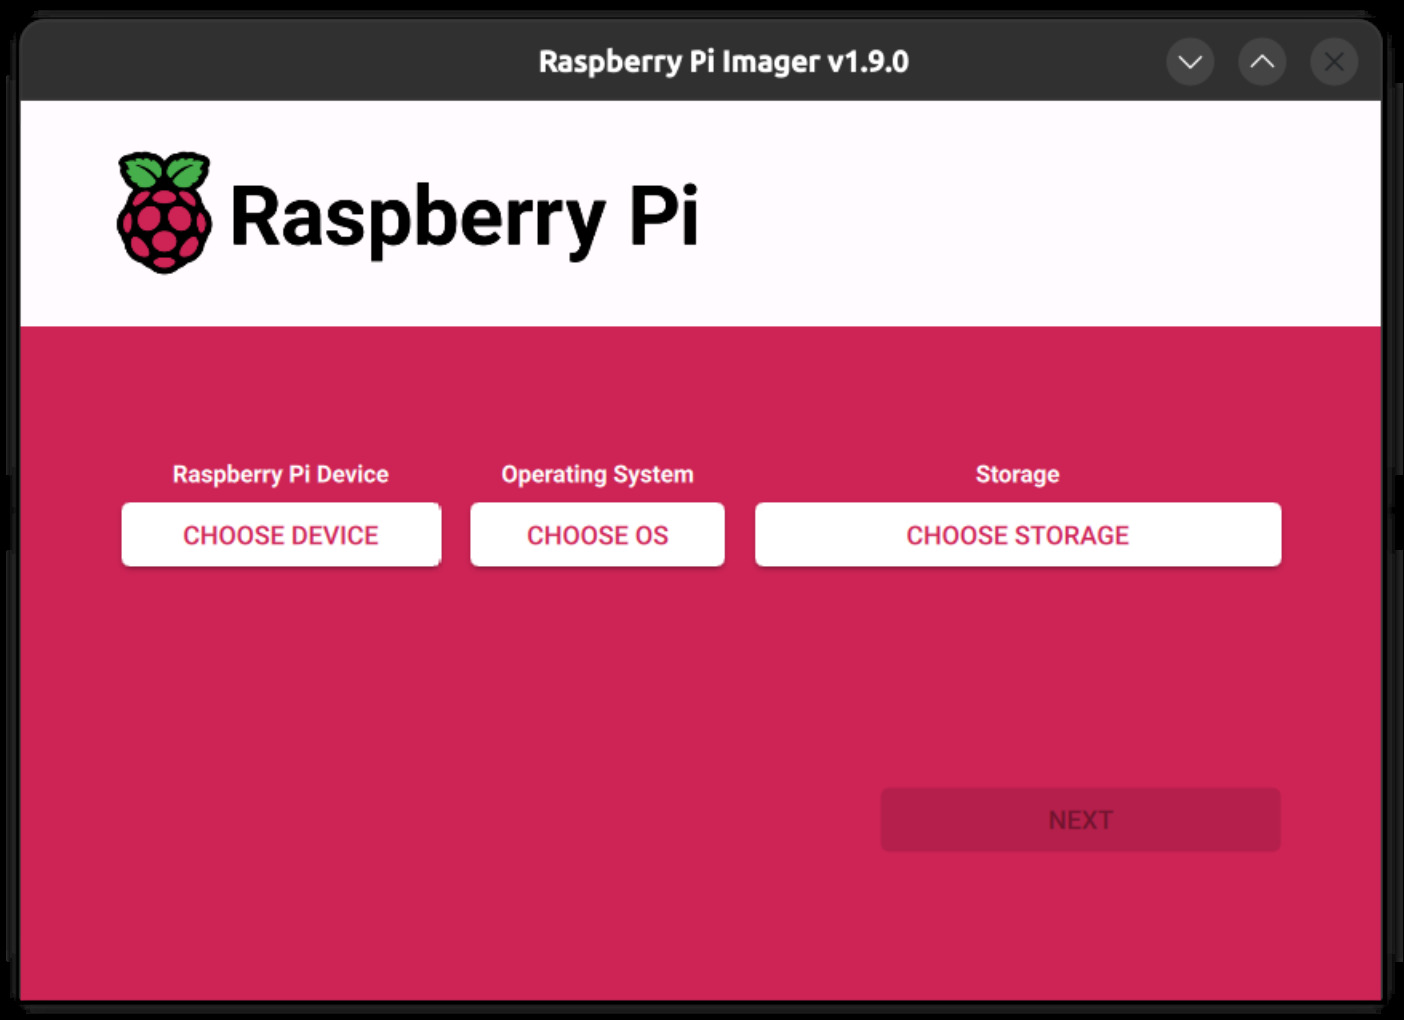 Raspberry Pi Imager v1.9.0
Raspberry Pi
Raspberry Pi Device
Operating System
Storage
CHOOSE DEVICE
CHOOSE OS
CHOOSE STORAGE
NEXT